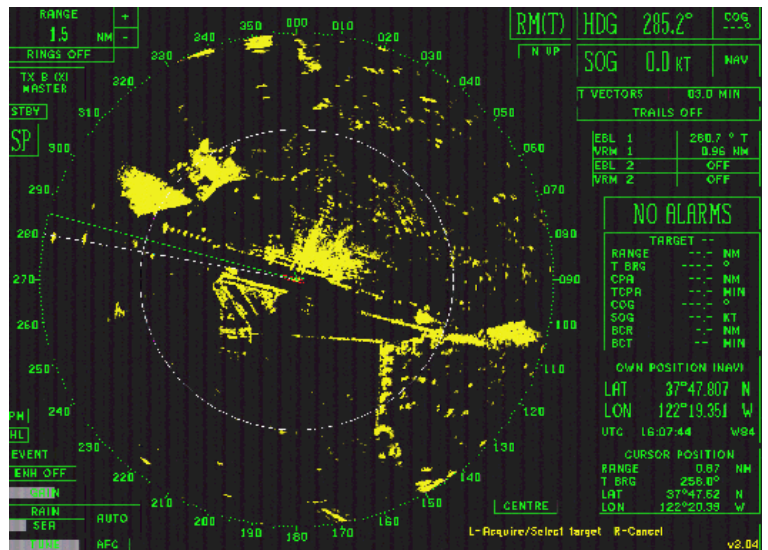 RANGE +
1.5 NM -
RINGS OFF
TX B (X)
MASTER
STBY
SP
RM(T)
N UP
HDG 285.2°
COG
---°
SOG 0.0 KT
NAV
T VECTORS 03.0 MIN
TRAILS OFF
EBL 1 280.7 ° T
VRM 1 0.96 NM
EBL 2 OFF
VRM 2 OFF
NO ALARMS
TARGET --
RANGE --.- NM
T BRG ---.- °
CPA --.- NM
TCPA --.- MIN
COG ---.- °
SOG --.- KT
BCR --.- NM
BCT --.- MIN
OWN POSITION (NAV)
LAT 37°47.807 N
LON 122°19.351 W
UTC 16:07:44 W84
CURSOR POSITION
RANGE 0.87 NM
T BRG 256.0°
LAT 37°47.62 N
LON 122°20.39 W
000
010
020
030
040
050
060
070
080
090
100
110
120
130
140
150
160
170
180
190
200
210
220
230
240
250
260
270
280
290
300
310
320
340
350
HL
EVENT
ENH OFF
RAIN
SEA
AUTO
AFC
CENTRE
L-Acquire/Select target R-Cancel
v2.04